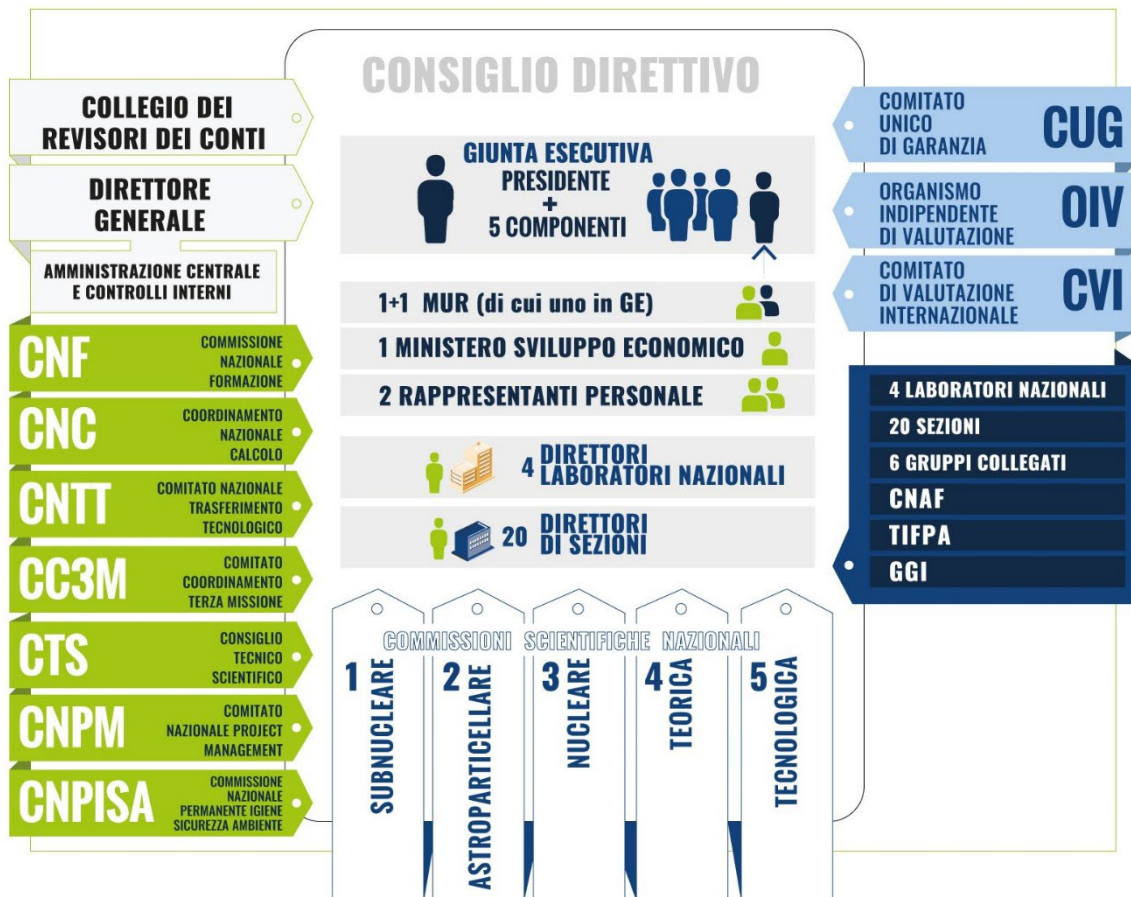 CONSIGLIO DIRETTIVO
COLLEGIO DEI
REVISORI DEI CONTI
DIRETTORE
GENERALE
AMMINISTRAZIONE CENTRALE
E CONTROLLI INTERNI
CNF
COMMISSIONE
NAZIONALE
FORMAZIONE
CNC
COORDINAMENTO
NAZIONALE
CALCOLO
CNTT
COMITATO NAZIONALE
TRASFERIMENTO
TECNOLOGICO
CC3M
COMITATO
COORDINAMENTO
TERZA MISSIONE
CTS
CONSIGLIO
TECNICO
SCIENTIFICO
CNPM
COMITATO
NAZIONALE PROJECT
MANAGEMENT
CNPISA
COMMISSIONE
NAZIONALE
PERMANENTE IGIENE
SICUREZZA AMBIENTE
GIUNTA ESECUTIVA
PRESIDENTE
+
5 COMPONENTI
1+1 MUR (di cui uno in GE)
1 MINISTERO SVILUPPO ECONOMICO
2 RAPPRESENTANTI PERSONALE
4 DIRETTORI
LABORATORI NAZIONALI
20 DIRETTORI
DI SEZIONI
COMMISSIONI SCIENTIFICHE NAZIONALI
1 SUBNUCLEARE
2 ASTROPARTICELLARE
3 NUCLEARE
4 TEORICA
5 TECNOLOGICA
COMITATO
UNICO
DI GARANZIA
CUG
ORGANISMO
INDIPENDENTE
DI VALUTAZIONE
OIV
COMITATO
DI VALUTAZIONE
INTERNAZIONALE
CVI
4 LABORATORI NAZIONALI
20 SEZIONI
6 GRUPPI COLLEGATI
CNAF
TIFPA
GGI